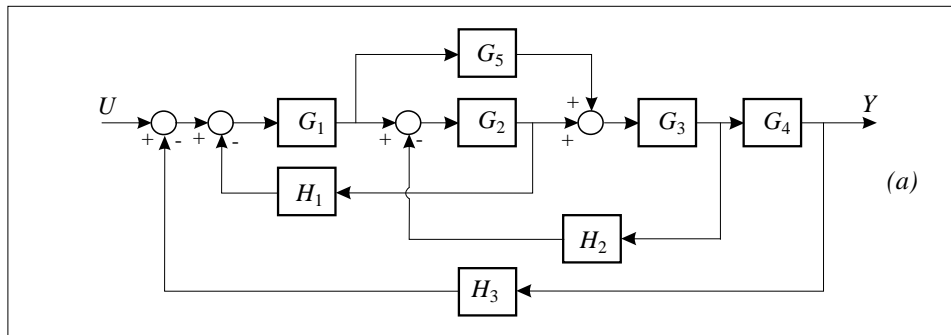 G5
+
U
G1
G2
G3
G4
Y
+ - + - + - +
H1
(a)
H2
H3